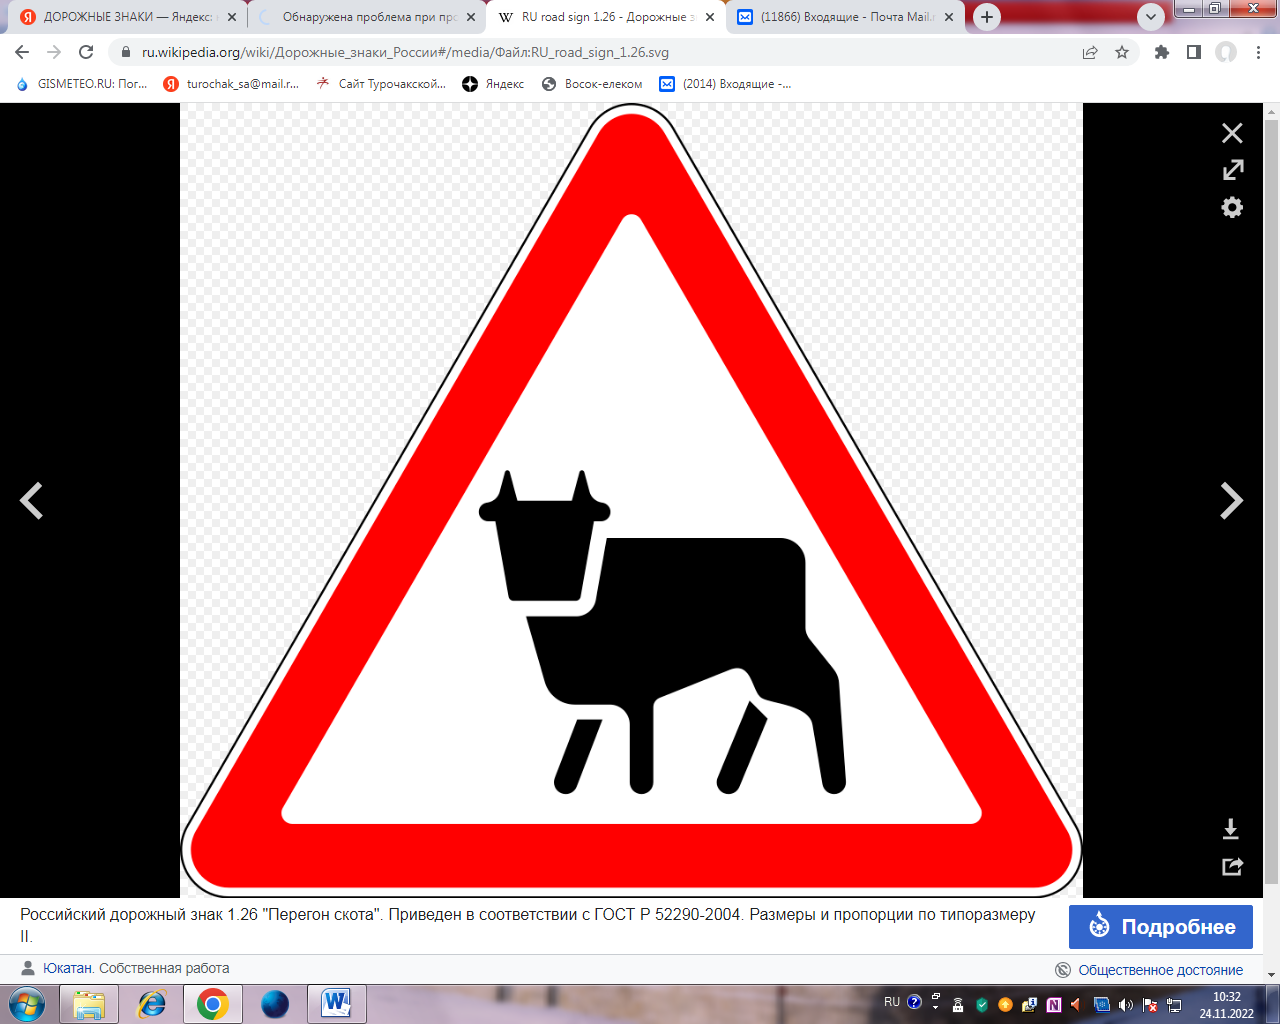 ДОРОЖНЫЕ ЗНАКИ — Яндекс:
Обнаружена проблема при про
RU road sign 1.26 - Дорожные з
(11866) Входящие - Почта Mail.
ru.wikipedia.org/wiki/Дорожные_знаки_России#/media/Файл:RU_road_sign_1.26.svg
GISMETEO.RU: Пог...
turochak_sa@mail.r...
Сайт Турочакской...
Яндекс
Восок-елеком
(2014) Входящие -...
Российский дорожный знак 1.26 "Перегон скота". Приведен в соответствии с ГОСТ Р 52290-2004. Размеры и пропорции по типоразмеру
II.
Подробнее
Юкатан. Собственная работа
Общественное достояние
RU
10:32
24.11.2022